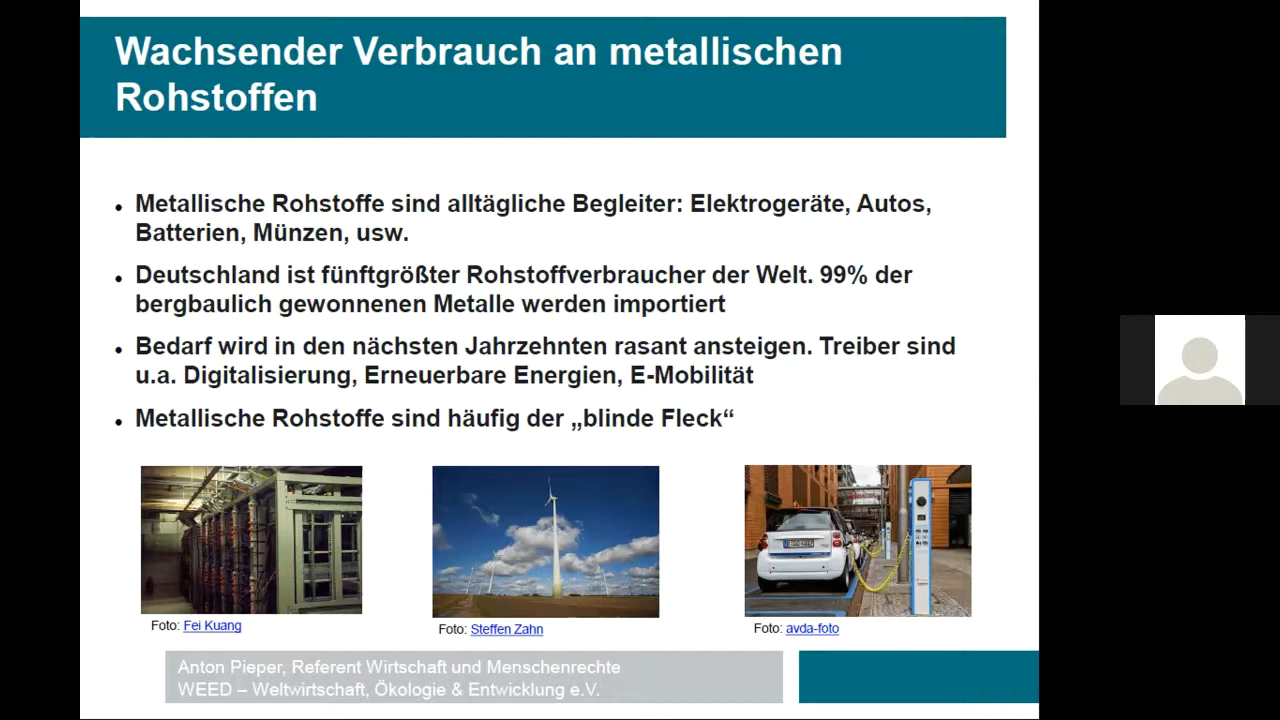 Wachsender Verbrauch an metallischen
Rohstoffen
• Metallische Rohstoffe sind alltägliche Begleiter: Elektrogeräte, Autos,
Batterien, Münzen, usw.
• Deutschland ist fünftgrößter Rohstoffverbraucher der Welt. 99% der
bergbaulich gewonnenen Metalle werden importiert
• Bedarf wird in den nächsten Jahrzehnten rasant ansteigen. Treiber sind
u.a. Digitalisierung, Erneuerbare Energien, E-Mobilität
• Metallische Rohstoffe sind häufig der „blinde Fleck“
Foto: Fei Kuang
Foto: Steffen Zahn
Foto: avda-foto
Anton Pieper, Referent Wirtschaft und Menschenrechte
WEED – Weltwirtschaft, Ökologie & Entwicklung e.V.